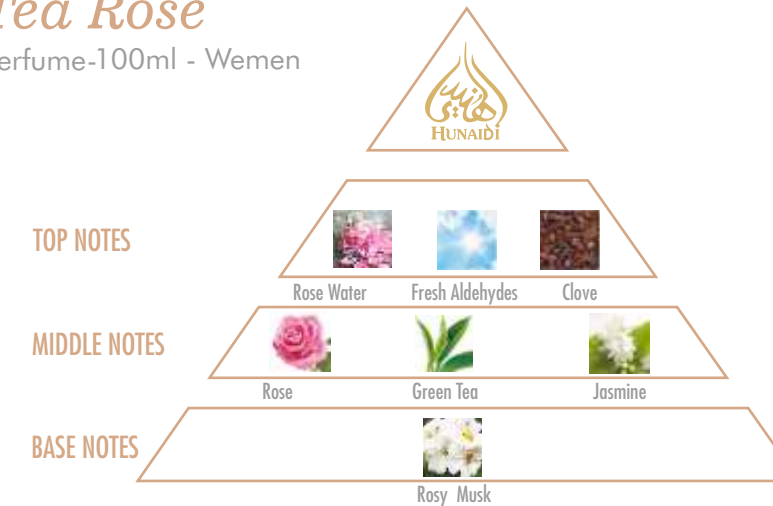 Tea Rose
erfume-100ml - Wemen
HUNAIDI
TOP NOTES
Rose Water Fresh Aldehydes Clove
MIDDLE NOTES
Rose Green Tea Jasmine
BASE NOTES
Rosy Musk